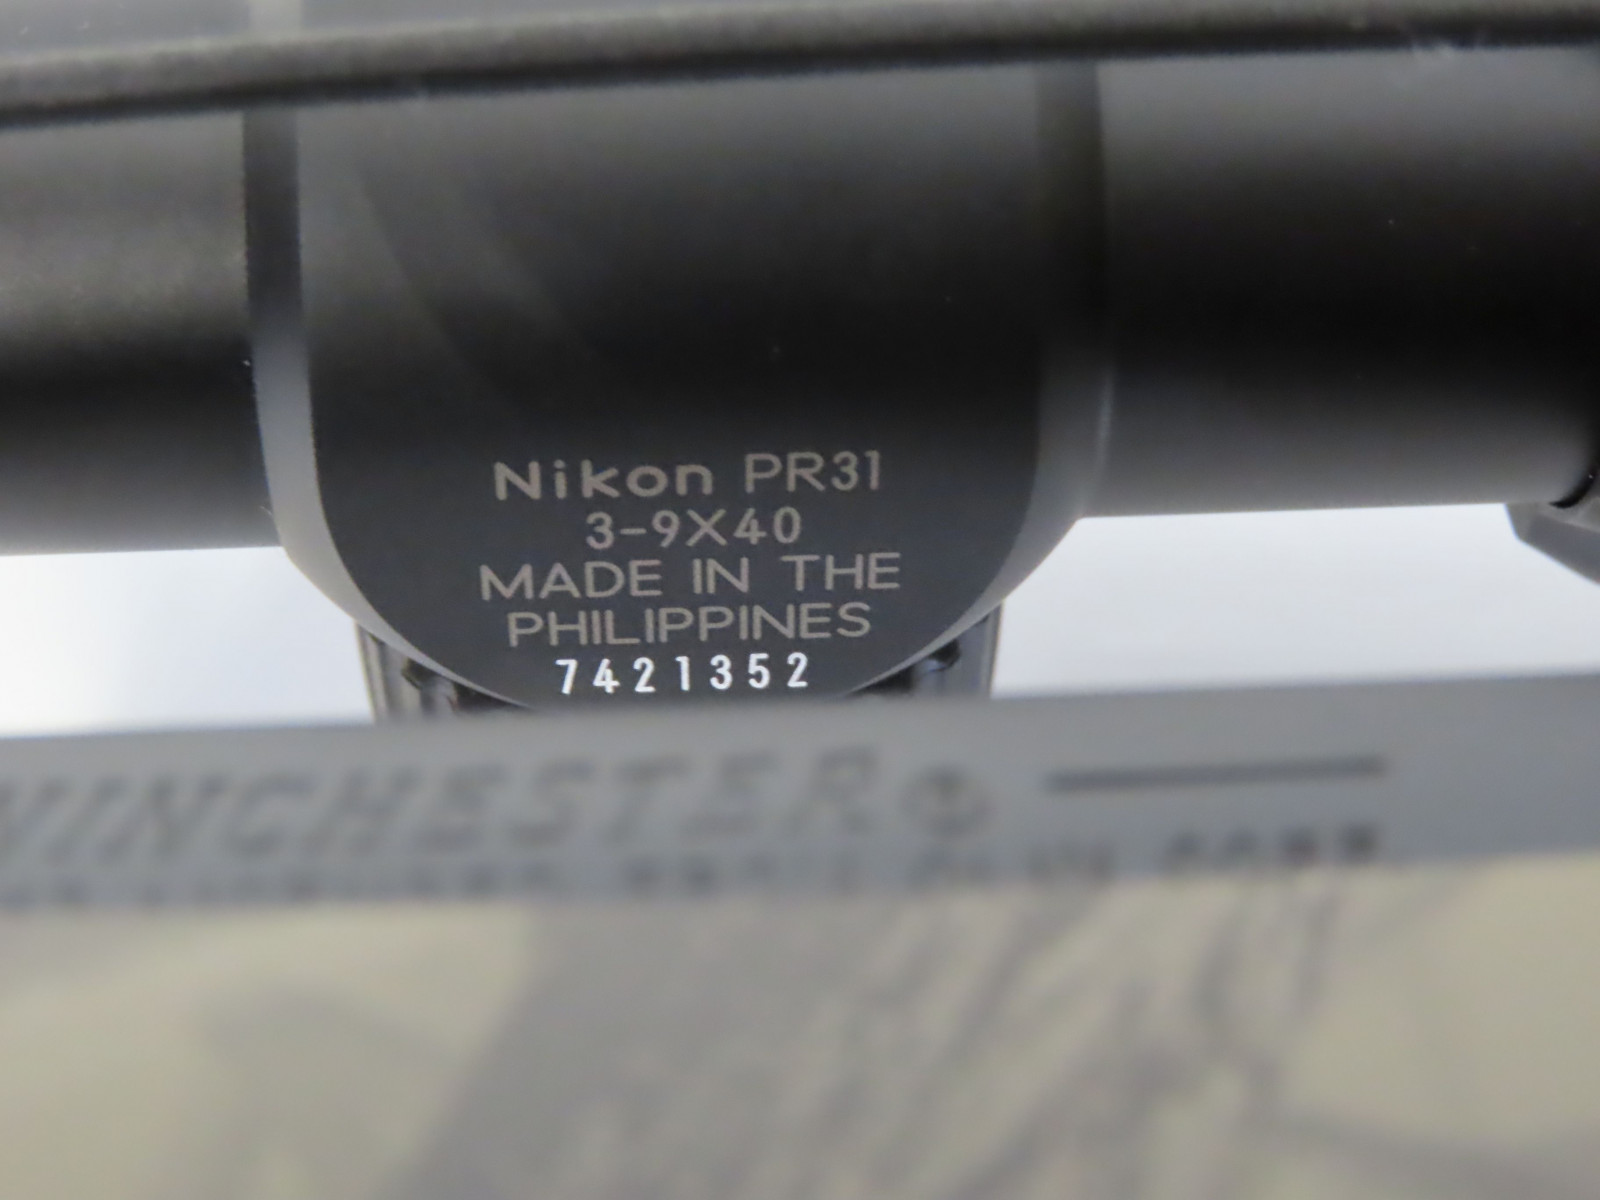 Nikon PR31
3-9X40
MADE IN THE
PHILIPPINES
7421352
WINCHESTER